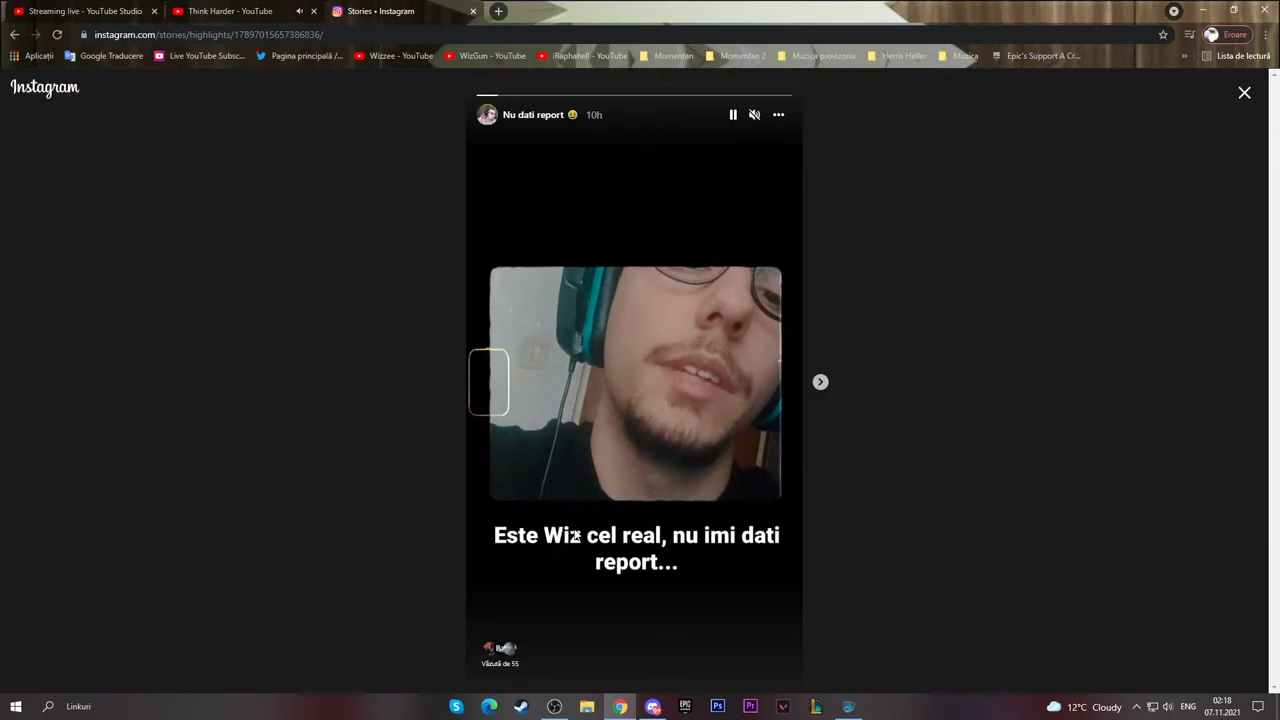 Streaming live - YouTube Studio
Think Harder - YouTube
Stories • Instagram
instagram.com/stories/highlights/17897015657386836/
Eroare
Aplicații
Google Traducere
Live YouTube Subsc...
Pagina principală /...
Wizzee - YouTube
WizGun - YouTube
iRaphahell - YouTube
Momentan
Momentan 2
Muzica provizoriu
Herris Heller
Muzica
Epic's Support A Cr...
»
Lista de lectură
Instagram
Nu dati report 😂 10h
Este Wiz cel real, nu imi dati
report...
Văzută de 55
Linkuri
12°C Cloudy
02:18
07.11.2021